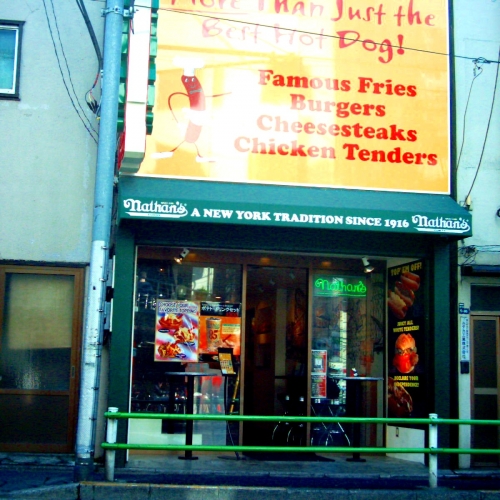 More Than Just the
Best Hot Dog!
Famous Fries
Burgers
Cheesesteaks
Chicken Tenders
Nathan's A NEW YORK TRADITION SINCE 1916 Nathan's
Nathan's